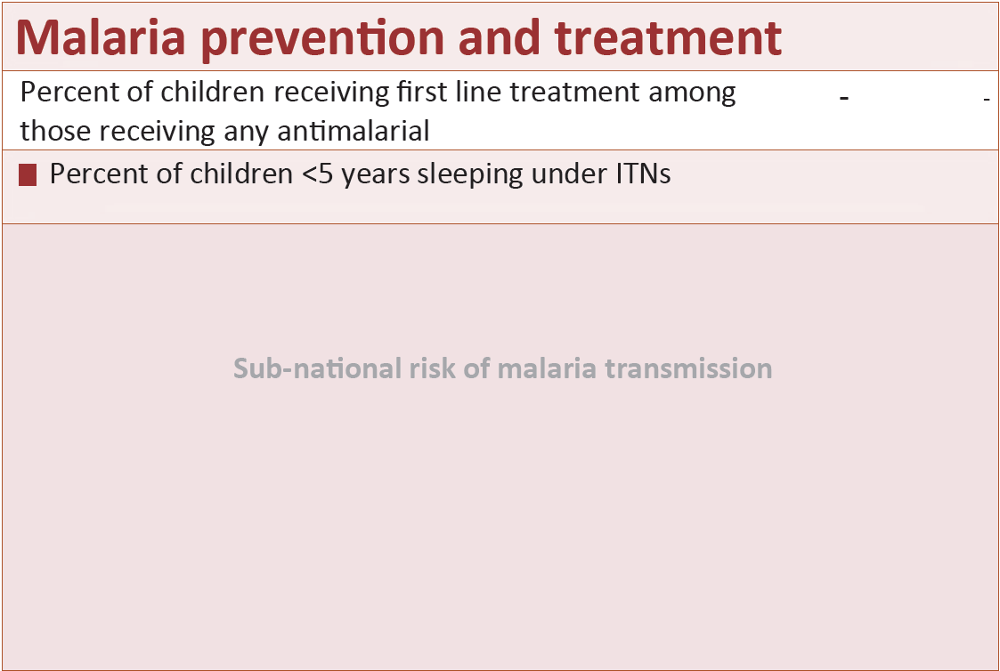 Malaria prevention and treatment
Percent of children receiving first line treatment among - -
those receiving any antimalarial
Percent of children <5 years sleeping under ITNs
Sub-national risk of malaria transmission